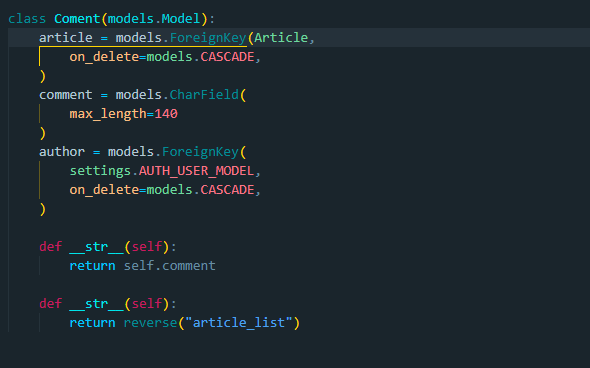 class Coment(models.Model):
    article = models.ForeignKey(Article,
        on_delete=models.CASCADE,
    )
    comment = models.CharField(
        max_length=140
    )
    author = models.ForeignKey(
        settings.AUTH_USER_MODEL,
        on_delete=models.CASCADE,
    )

    def __str__(self):
        return self.comment

    def __str__(self):
        return reverse("article_list")